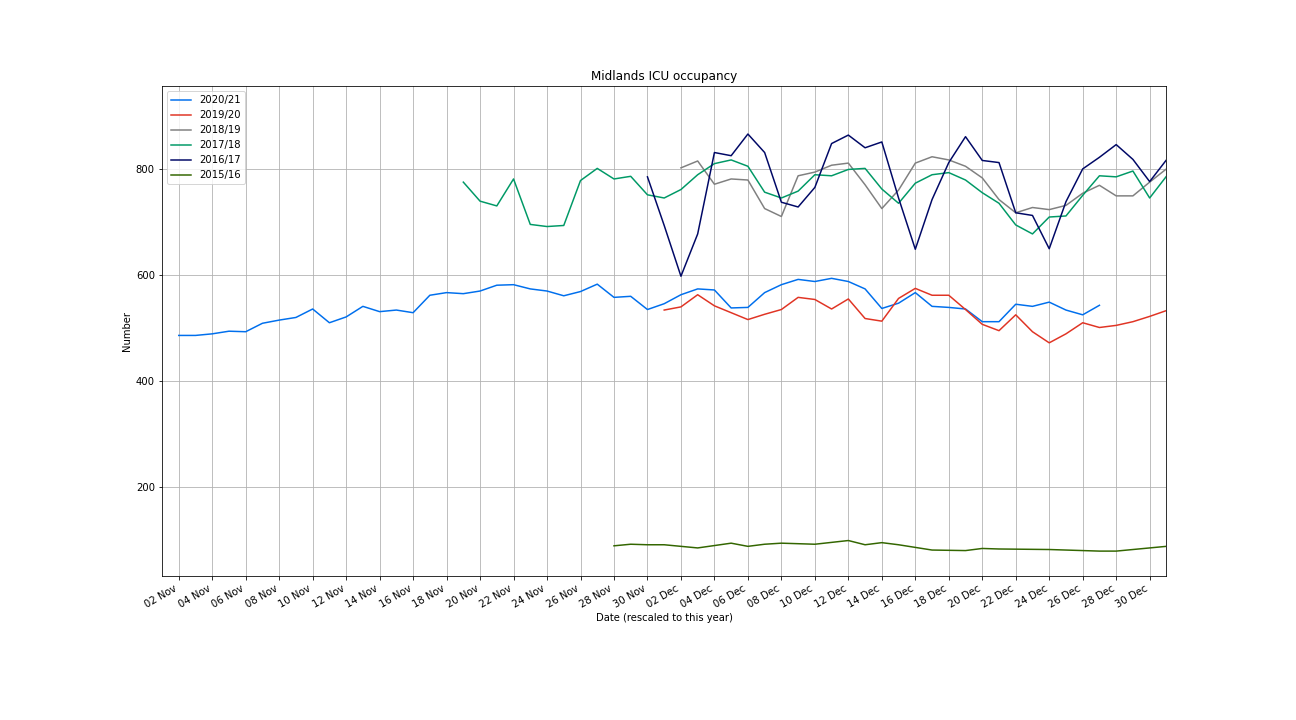 Midlands ICU occupancy
2020/21
2019/20
2018/19
2017/18
2016/17
2015/16
800
600
400
200
Number
02 Nov
04 Nov
06 Nov
08 Nov
10 Nov
12 Nov
14 Nov
16 Nov
18 Nov
20 Nov
22 Nov
24 Nov
26 Nov
28 Nov
30 Nov
02 Dec
04 Dec
06 Dec
08 Dec
10 Dec
12 Dec
14 Dec
16 Dec
18 Dec
20 Dec
22 Dec
24 Dec
26 Dec
28 Dec
30 Dec
Date (rescaled to this year)